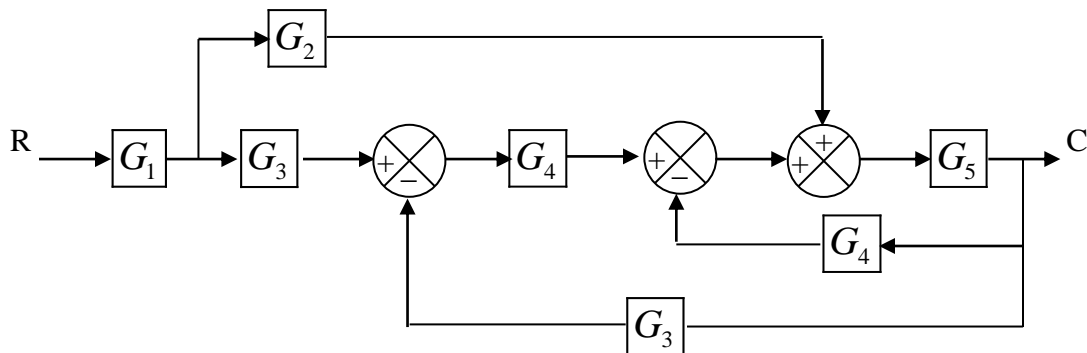 G₂
R G₁ G₃ + − G₄ + − + + G₅ C
G₄
G₃